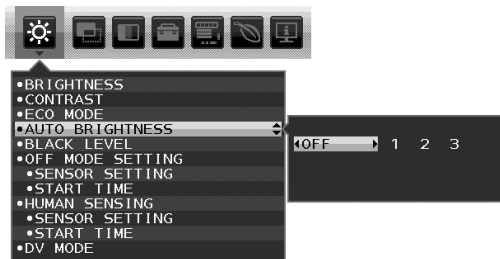 •BRIGHTNESS
•CONTRAST
•ECO MODE
•AUTO BRIGHTNESS
OFF 1 2 3
•BLACK LEVEL
•OFF MODE SETTING
•SENSOR SETTING
•START TIME
•HUMAN SENSING
•SENSOR SETTING
•START TIME
•DV MODE